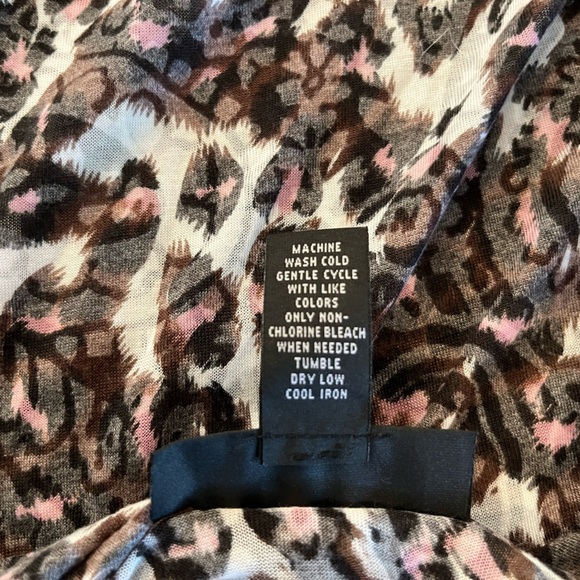 MACHINE
WASH COLD
GENTLE CYCLE
WITH LIKE
COLORS
ONLY NON-
CHLORINE BLEACH
WHEN NEEDED
TUMBLE
DRY LOW
COOL IRON